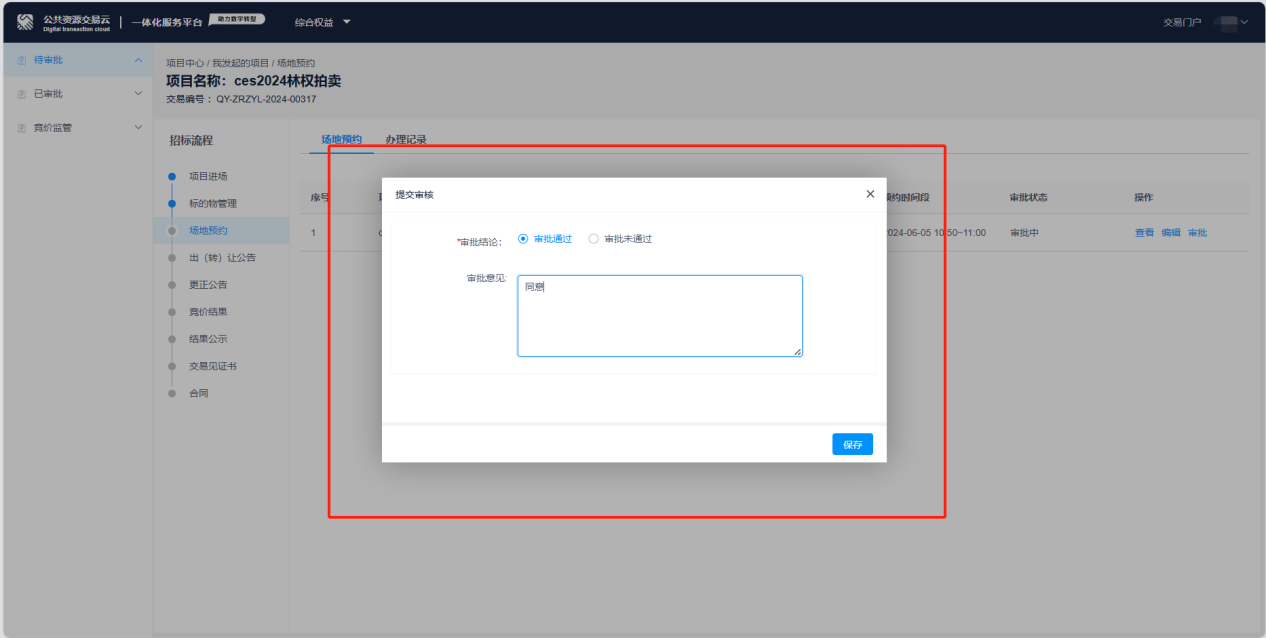 公共资源交易云
Digital transaction cloud
一体化服务平台
助力数字转型
综合权益
交易门户
待审批
已审批
竞价监管
项目中心 / 我发起的项目 / 场地预约
项目名称：ces2024林权拍卖
交易编号：QY-ZRZYL-2024-00317
招标流程
项目进场
标的物管理
场地预约
出（转）让公告
更正公告
竞价结果
结果公示
交易见证书
合同
场地预约 办理记录
序号 预约时间段 审批状态 操作
1 2024-06-05 10:50~11:00 审批中 查看 编辑 审批
提交审核
*审批结论: 审批通过 审批未通过
审批意见: 同意
保存